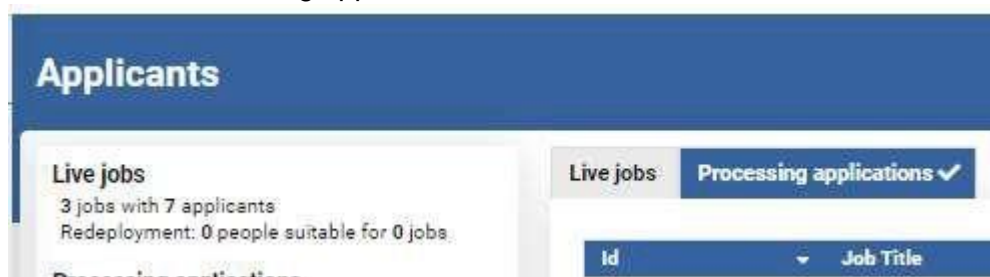 Applicants
Live jobs
3 jobs with 7 applicants
Redeployment: 0 people suitable for 0 jobs
Live jobs
Processing applications
Id
Job Title